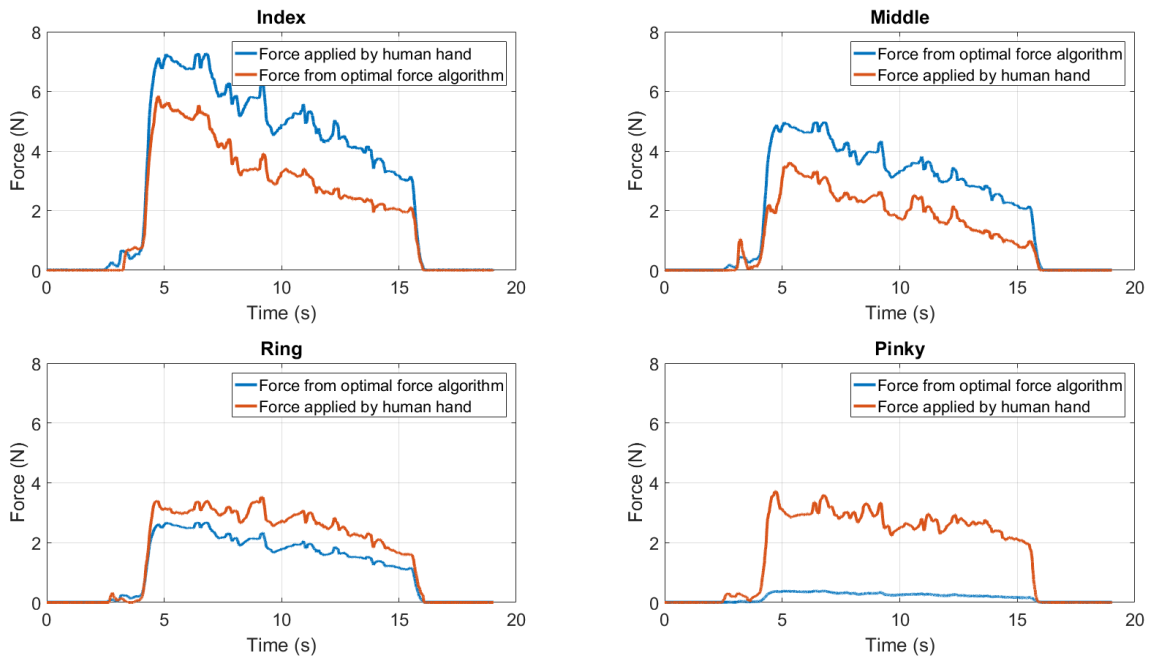 Index
8
6
4
2
0
Force (N)
Force applied by human hand
Force from optimal force algorithm
0 5 10 15 20
Time (s)
Middle
8
6
4
2
0
Force (N)
Force from optimal force algorithm
Force applied by human hand
0 5 10 15 20
Time (s)
Ring
8
6
4
2
0
Force (N)
Force from optimal force algorithm
Force applied by human hand
0 5 10 15 20
Time (s)
Pinky
8
6
4
2
0
Force (N)
Force from optimal force algorithm
Force applied by human hand
0 5 10 15 20
Time (s)